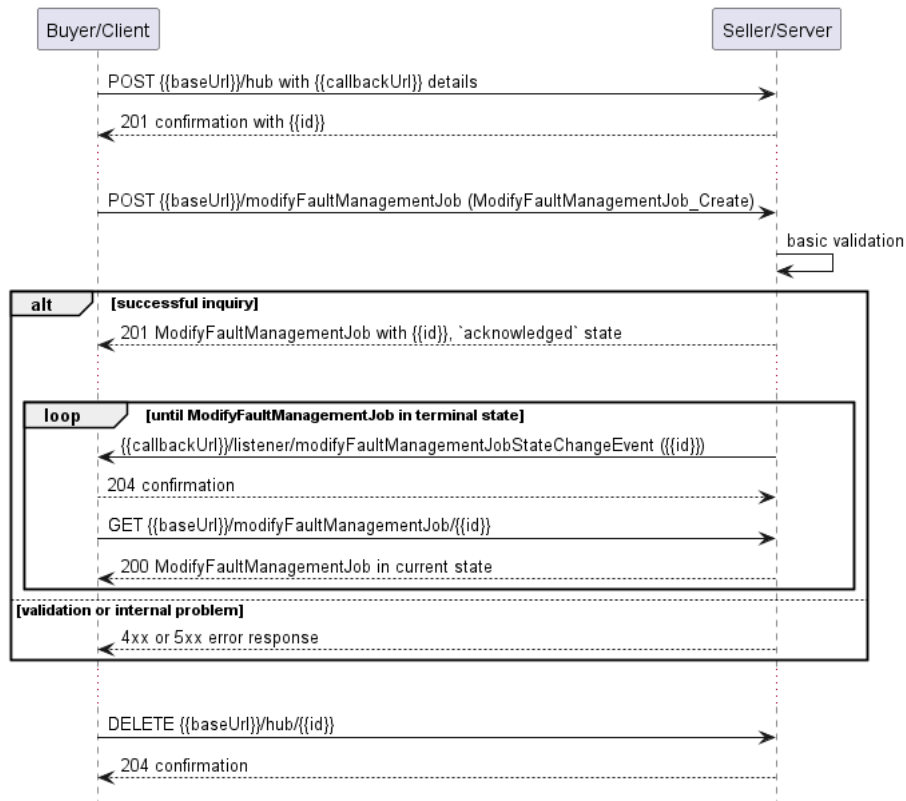 Buyer/Client
Seller/Server
POST {{baseUrl}}/hub with {{callbackUrl}} details
201 confirmation with {{id}}
POST {{baseUrl}}/modifyFaultManagementJob (ModifyFaultManagementJob_Create)
basic validation
alt [successful inquiry]
201 ModifyFaultManagementJob with {{id}}, `acknowledged` state
loop [until ModifyFaultManagementJob in terminal state]
{{callbackUrl}}/listener/modifyFaultManagementJobStateChangeEvent ({{id}})
204 confirmation
GET {{baseUrl}}/modifyFaultManagementJob/{{id}}
200 ModifyFaultManagementJob in current state
[validation or internal problem]
4xx or 5xx error response
DELETE {{baseUrl}}/hub/{{id}}
204 confirmation